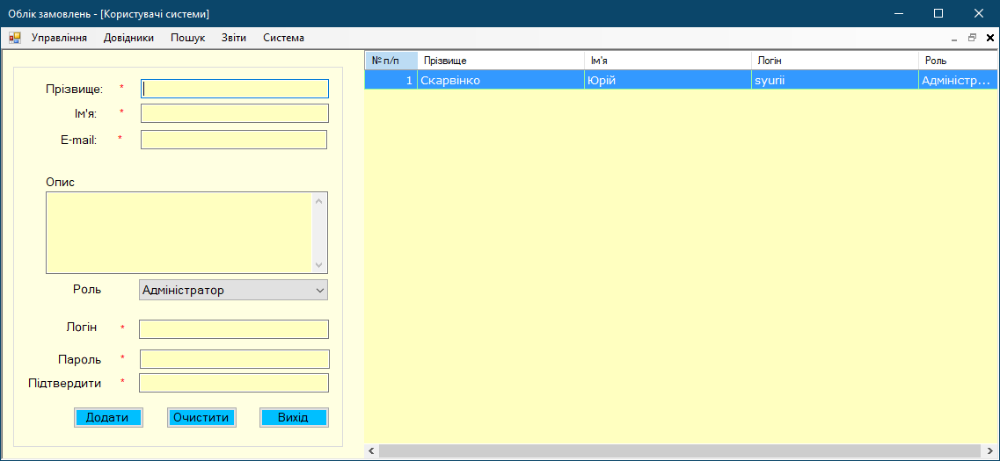 Облік замовлень - [Користувачі системи]
Управління Довідники Пошук Звіти Система
Прізвище: *
Ім'я: *
E-mail: *
Опис
Роль Адміністратор
Логін *
Пароль *
Підтвердити *
Додати Очистити Вихід
№ п/п Прізвище Ім'я Логін Роль
1 Скарвінко Юрій syurii Адміністр...